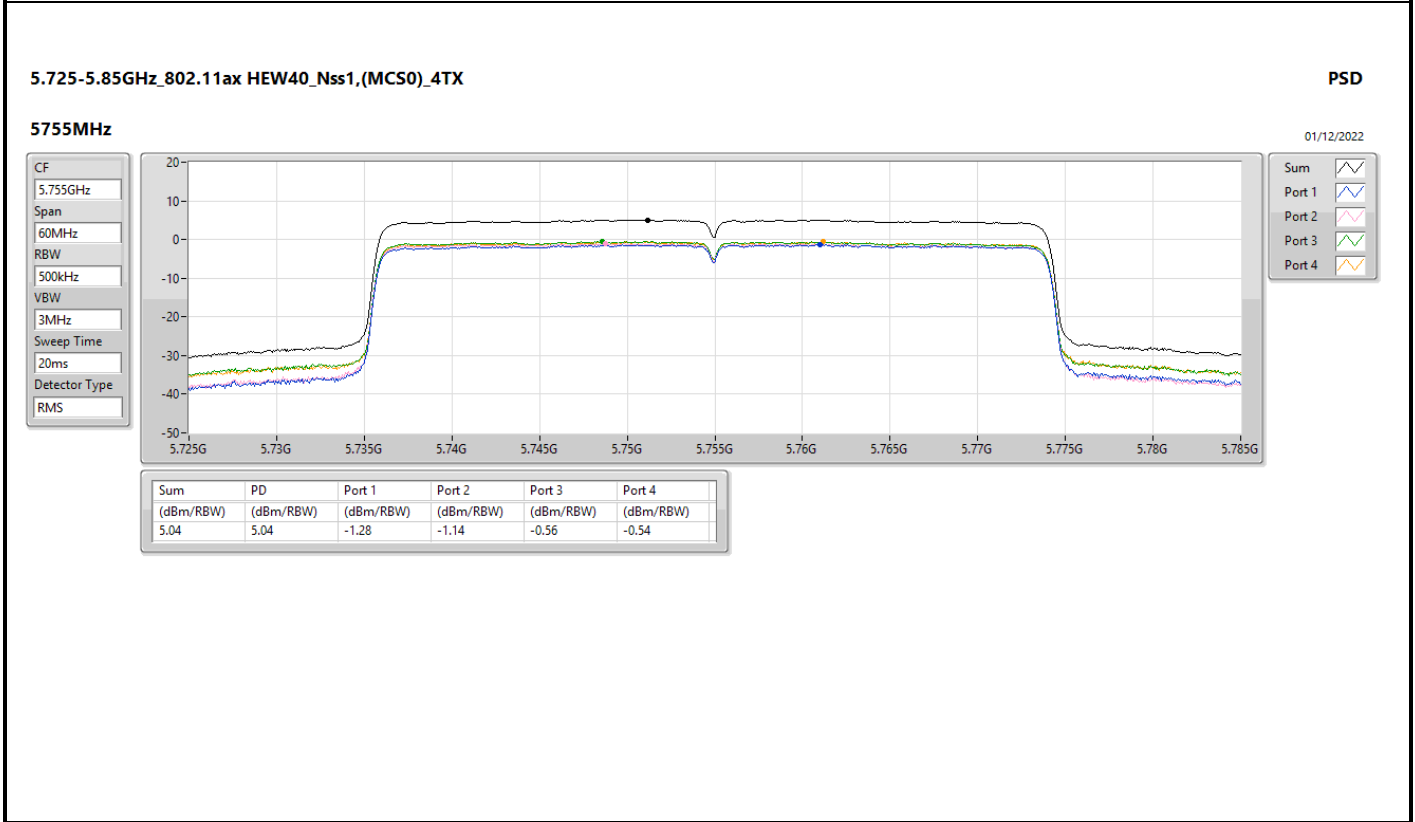 5.725-5.85GHz_802.11ax HEW40_Nss1,(MCS0)_4TX
PSD
5755MHz
01/12/2022
CF
5.755GHz
Span
60MHz
RBW
500kHz
VBW
3MHz
Sweep Time
20ms
Detector Type
RMS
20
10
0
-10
-20
-30
-40
-50
5.725G 5.73G 5.735G 5.74G 5.745G 5.75G 5.755G 5.76G 5.765G 5.77G 5.775G 5.78G 5.785G
Sum
Port 1
Port 2
Port 3
Port 4
Sum PD Port 1 Port 2 Port 3 Port 4
(dBm/RBW) (dBm/RBW) (dBm/RBW) (dBm/RBW) (dBm/RBW) (dBm/RBW)
5.04 5.04 -1.28 -1.14 -0.56 -0.54